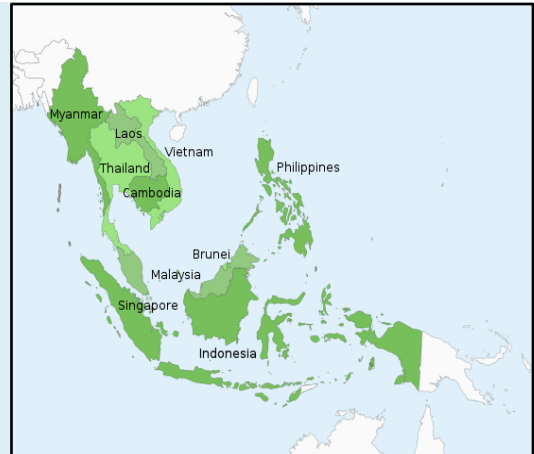 Myanmar
Laos
Vietnam
Thailand
Philippines
Cambodia
Brunei
Malaysia
Singapore
Indonesia